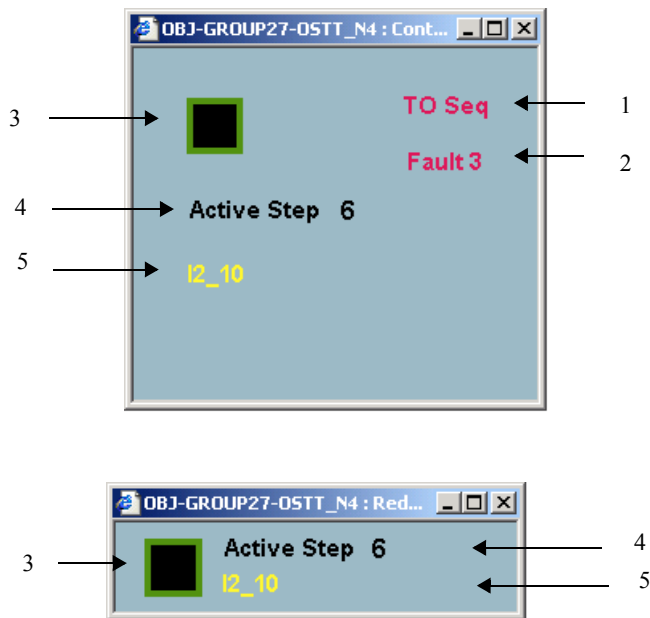 OBJ-GROUP27-OSTT_N4 : Cont...
3
TO Seq
1
Fault 3
2
4
Active Step 6
5
I2_10
OBJ-GROUP27-OSTT_N4 : Red...
3
Active Step 6
4
I2_10
5